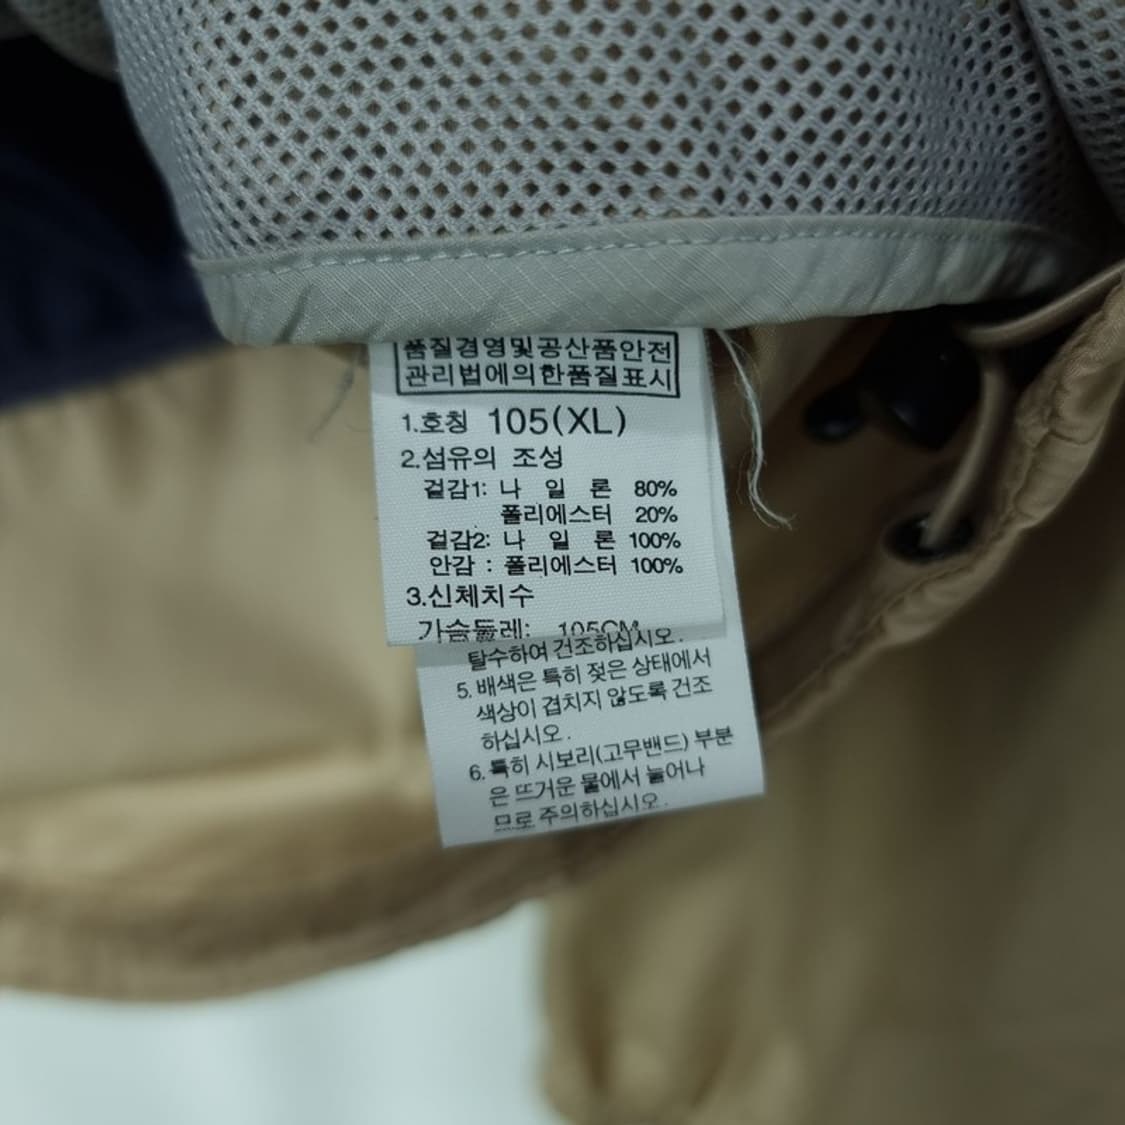 품질경영및공산품안전
관리법에의한품질표시
1.호칭 105(XL)
2.섬유의 조성
겉감1: 나 일 론 80%
폴리에스터 20%
겉감2: 나 일 론 100%
안감 : 폴리에스터 100%
3.신체치수
가슴둘레: 105CM
탈수하여 건조하십시오.
5. 배색은 특히 젖은 상태에서
색상이 겹치지 않도록 건조
하십시오.
6. 특히 시보리(고무밴드) 부분
은 뜨거운 물에서 늘어나
므로 주의하십시오.